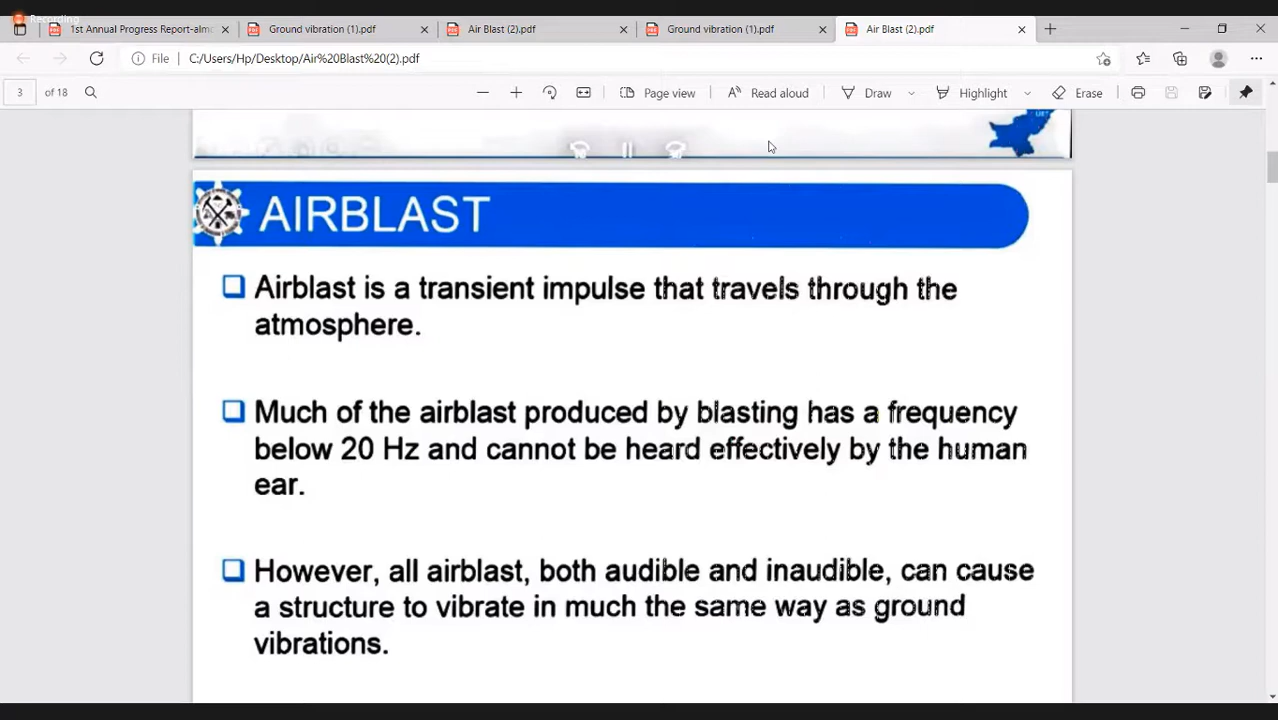 Recording
1st Annual Progress Report-almo
Ground vibration (1).pdf
Air Blast (2).pdf
Ground vibration (1).pdf
Air Blast (2).pdf
File C:/Users/Hp/Desktop/Air%20Blast%20(2).pdf
3 of 18
Page view
Read aloud
Draw
Highlight
Erase
AIRBLAST
Airblast is a transient impulse that travels through the
atmosphere.
Much of the airblast produced by blasting has a frequency
below 20 Hz and cannot be heard effectively by the human
ear.
However, all airblast, both audible and inaudible, can cause
a structure to vibrate in much the same way as ground
vibrations.